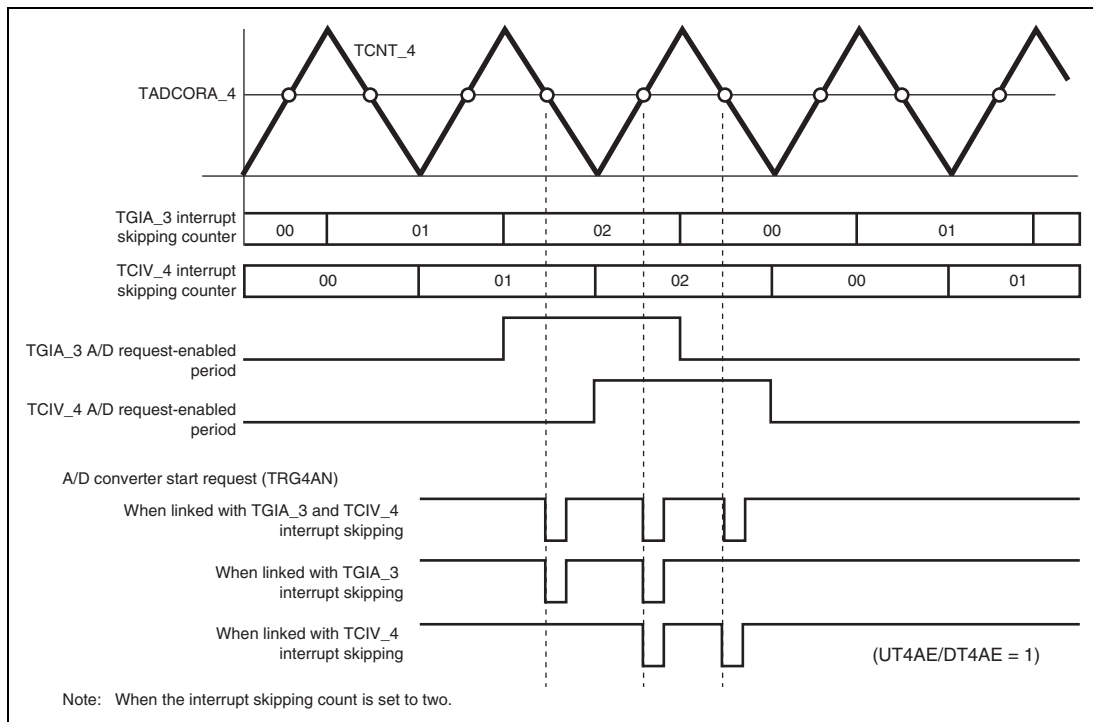 TCNT_4
TADCORA_4
TGIA_3 interrupt
skipping counter
00 01 02 00 01
TCIV_4 interrupt
skipping counter
00 01 02 00 01
TGIA_3 A/D request-enabled
period
TCIV_4 A/D request-enabled
period
A/D converter start request (TRG4AN)
When linked with TGIA_3 and TCIV_4
interrupt skipping
When linked with TGIA_3
interrupt skipping
When linked with TCIV_4
interrupt skipping
(UT4AE/DT4AE = 1)
Note: When the interrupt skipping count is set to two.